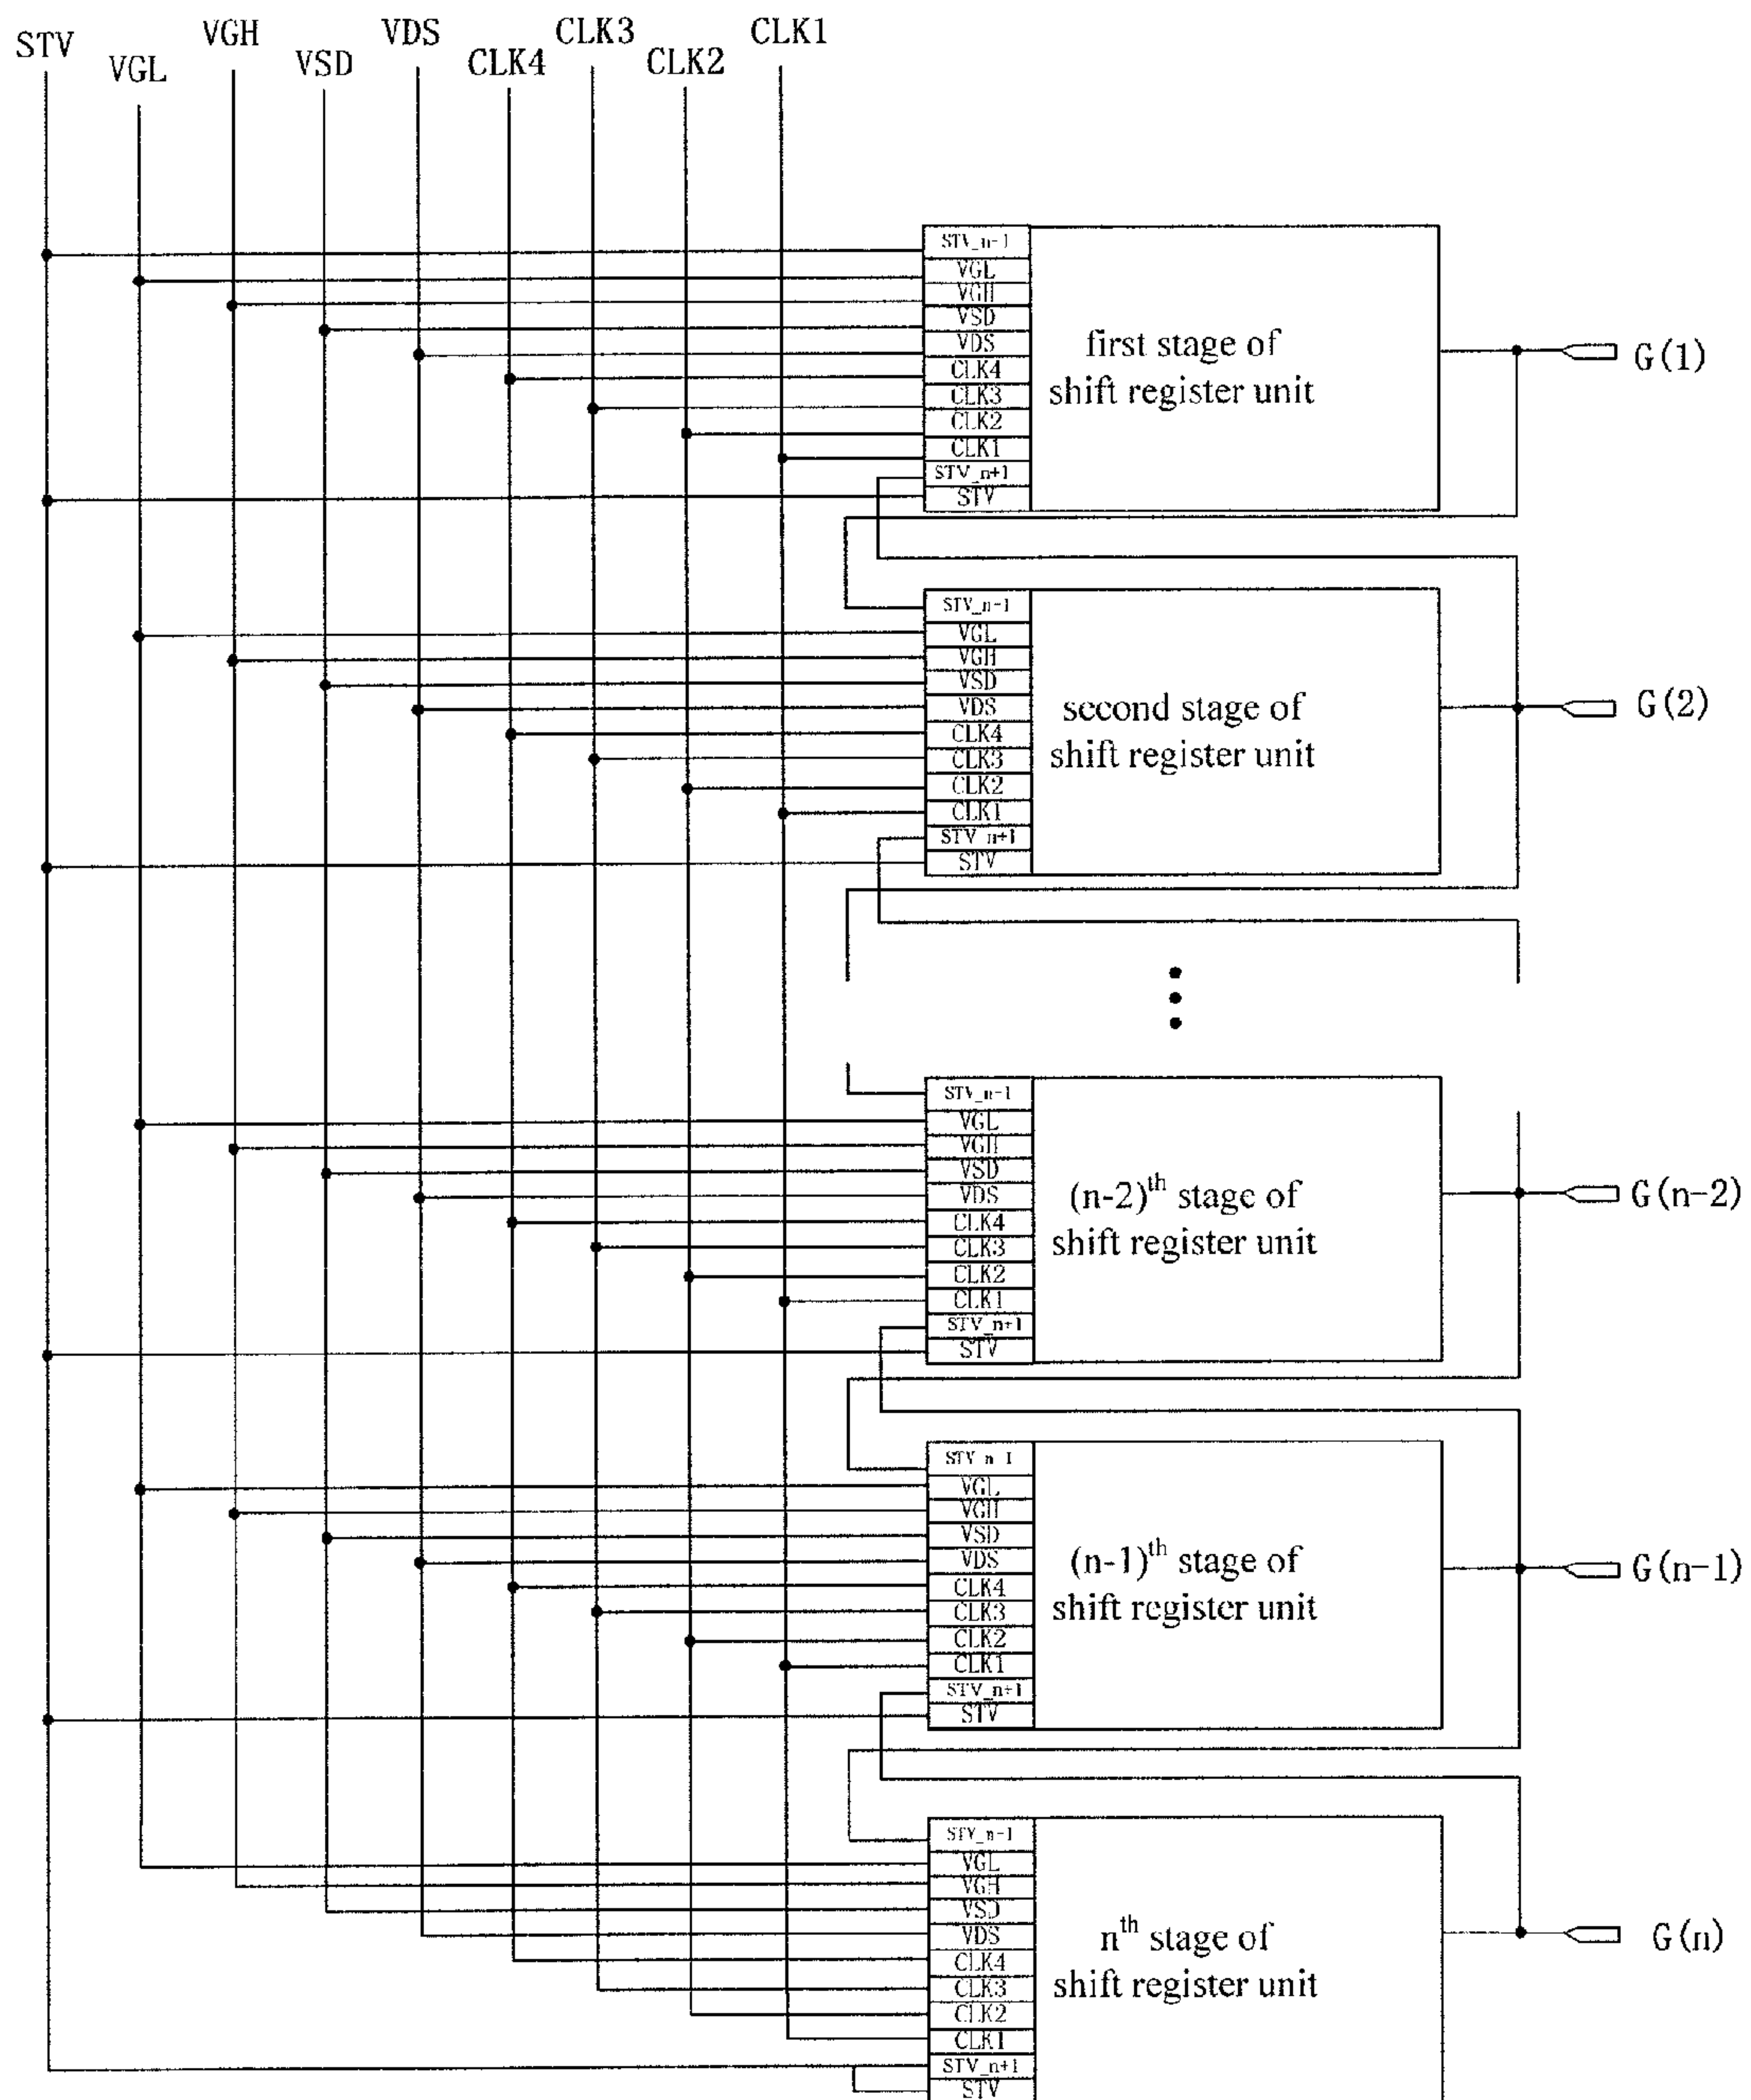 STV
VGL
VGH
VSD
VDS
CLK4
CLK3
CLK2
CLK1
STV_n-1
VGL
VGH
VSD
VDS
CLK4
CLK3
CLK2
CLK1
STV_n+1
STV
first stage of
shift register unit
G(1)
STV_n-1
VGL
VGH
VSD
VDS
CLK4
CLK3
CLK2
CLK1
STV_n+1
STV
second stage of
shift register unit
G(2)
STV_n-1
VGL
VGH
VSD
VDS
CLK4
CLK3
CLK2
CLK1
STV_n+1
STV
(n-2)th stage of
shift register unit
G(n-2)
STV_n-1
VGL
VGH
VSD
VDS
CLK4
CLK3
CLK2
CLK1
STV_n+1
STV
(n-1)th stage of
shift register unit
G(n-1)
STV_n-1
VGL
VGH
VSD
VDS
CLK4
CLK3
CLK2
CLK1
STV_n+1
STV
nth stage of
shift register unit
G(n)